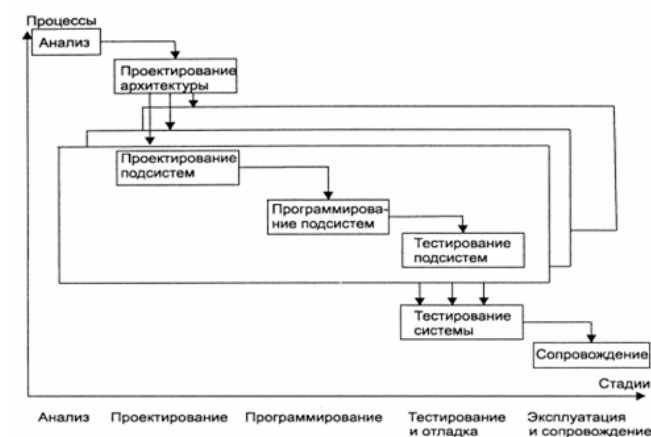 Процессы
Анализ
Проектирование
архитектуры
Проектирование
подсистем
Программирова-
ние подсистем
Тестирование
подсистем
Тестирование
системы
Сопровождение
Стадии
Анализ
Проектирование
Программирование
Тестирование
и отладка
Эксплуатация
и сопровождение